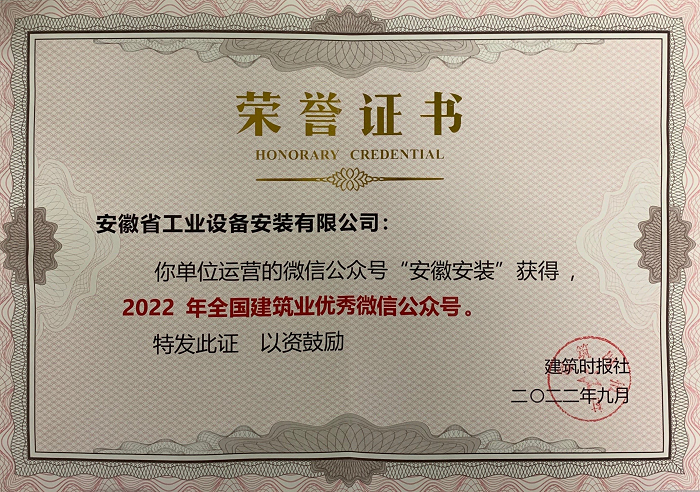 荣誉证书
HONORARY CREDENTIAL
安徽省工业设备安装有限公司：
你单位运营的微信公众号“安徽安装”获得，
2022 年全国建筑业优秀微信公众号。
特发此证 以资鼓励
建筑时报社
二〇二二年九月